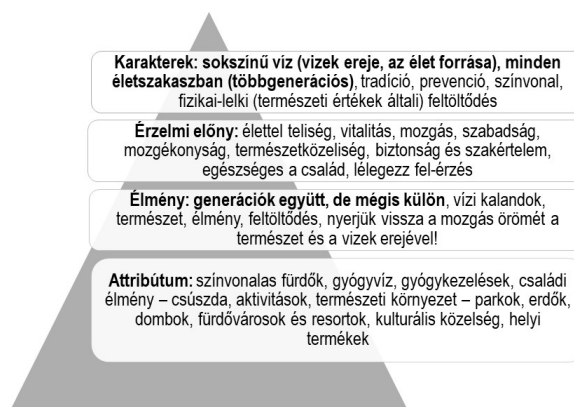 Karakterek: sokszínű víz (vizek ereje, az élet forrása), minden
életszakaszban (többgenerációs), tradíció, prevenció, színvonal,
fizikai-lelki (természeti értékek általi) feltöltődés
Érzelmi előny: élettel teliség, vitalitás, mozgás, szabadság,
mozgékonyság, természetközeliség, biztonság és szakértelem,
egészséges a család, lélegezz fel-érzés
Élmény: generációk együtt, de mégis külön, vízi kalandok,
természet, élmény, feltöltődés, nyerjük vissza a mozgás örömét a
természet és a vizek erejével!
Attribútum: színvonalas fürdők, gyógyvíz, gyógykezelések, családi
élmény – csúszda, aktivitások, természeti környezet – parkok, erdők,
dombok, fürdővárosok és resortok, kulturális közelség, helyi
termékek